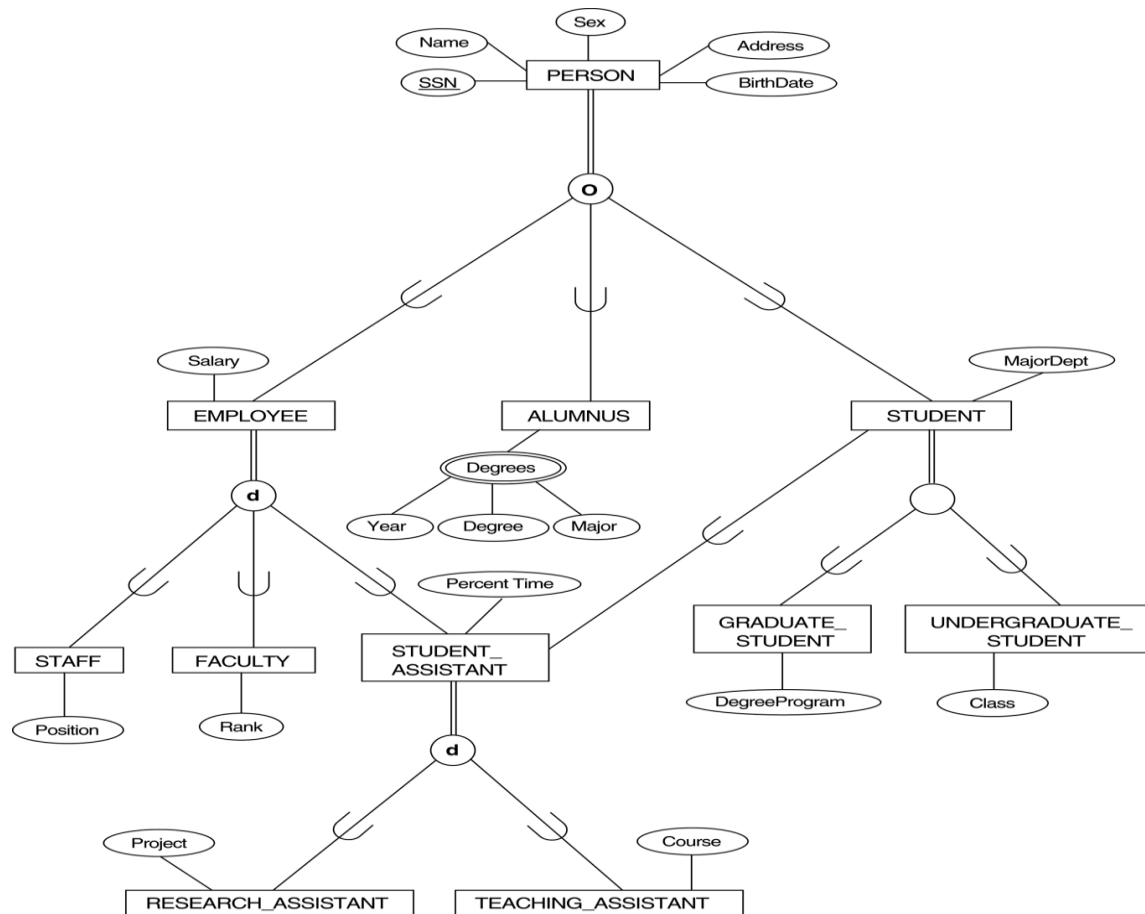 Sex
Name
Address
PERSON
SSN
BirthDate
O
Salary
MajorDept
EMPLOYEE
ALUMNUS
STUDENT
Degrees
d
Year
Degree
Major
Percent Time
GRADUATE_
STUDENT
UNDERGRADUATE_
STUDENT
STAFF
FACULTY
STUDENT_
ASSISTANT
DegreeProgram
Class
Position
Rank
d
Project
Course
RESEARCH_ASSISTANT
TEACHING_ASSISTANT